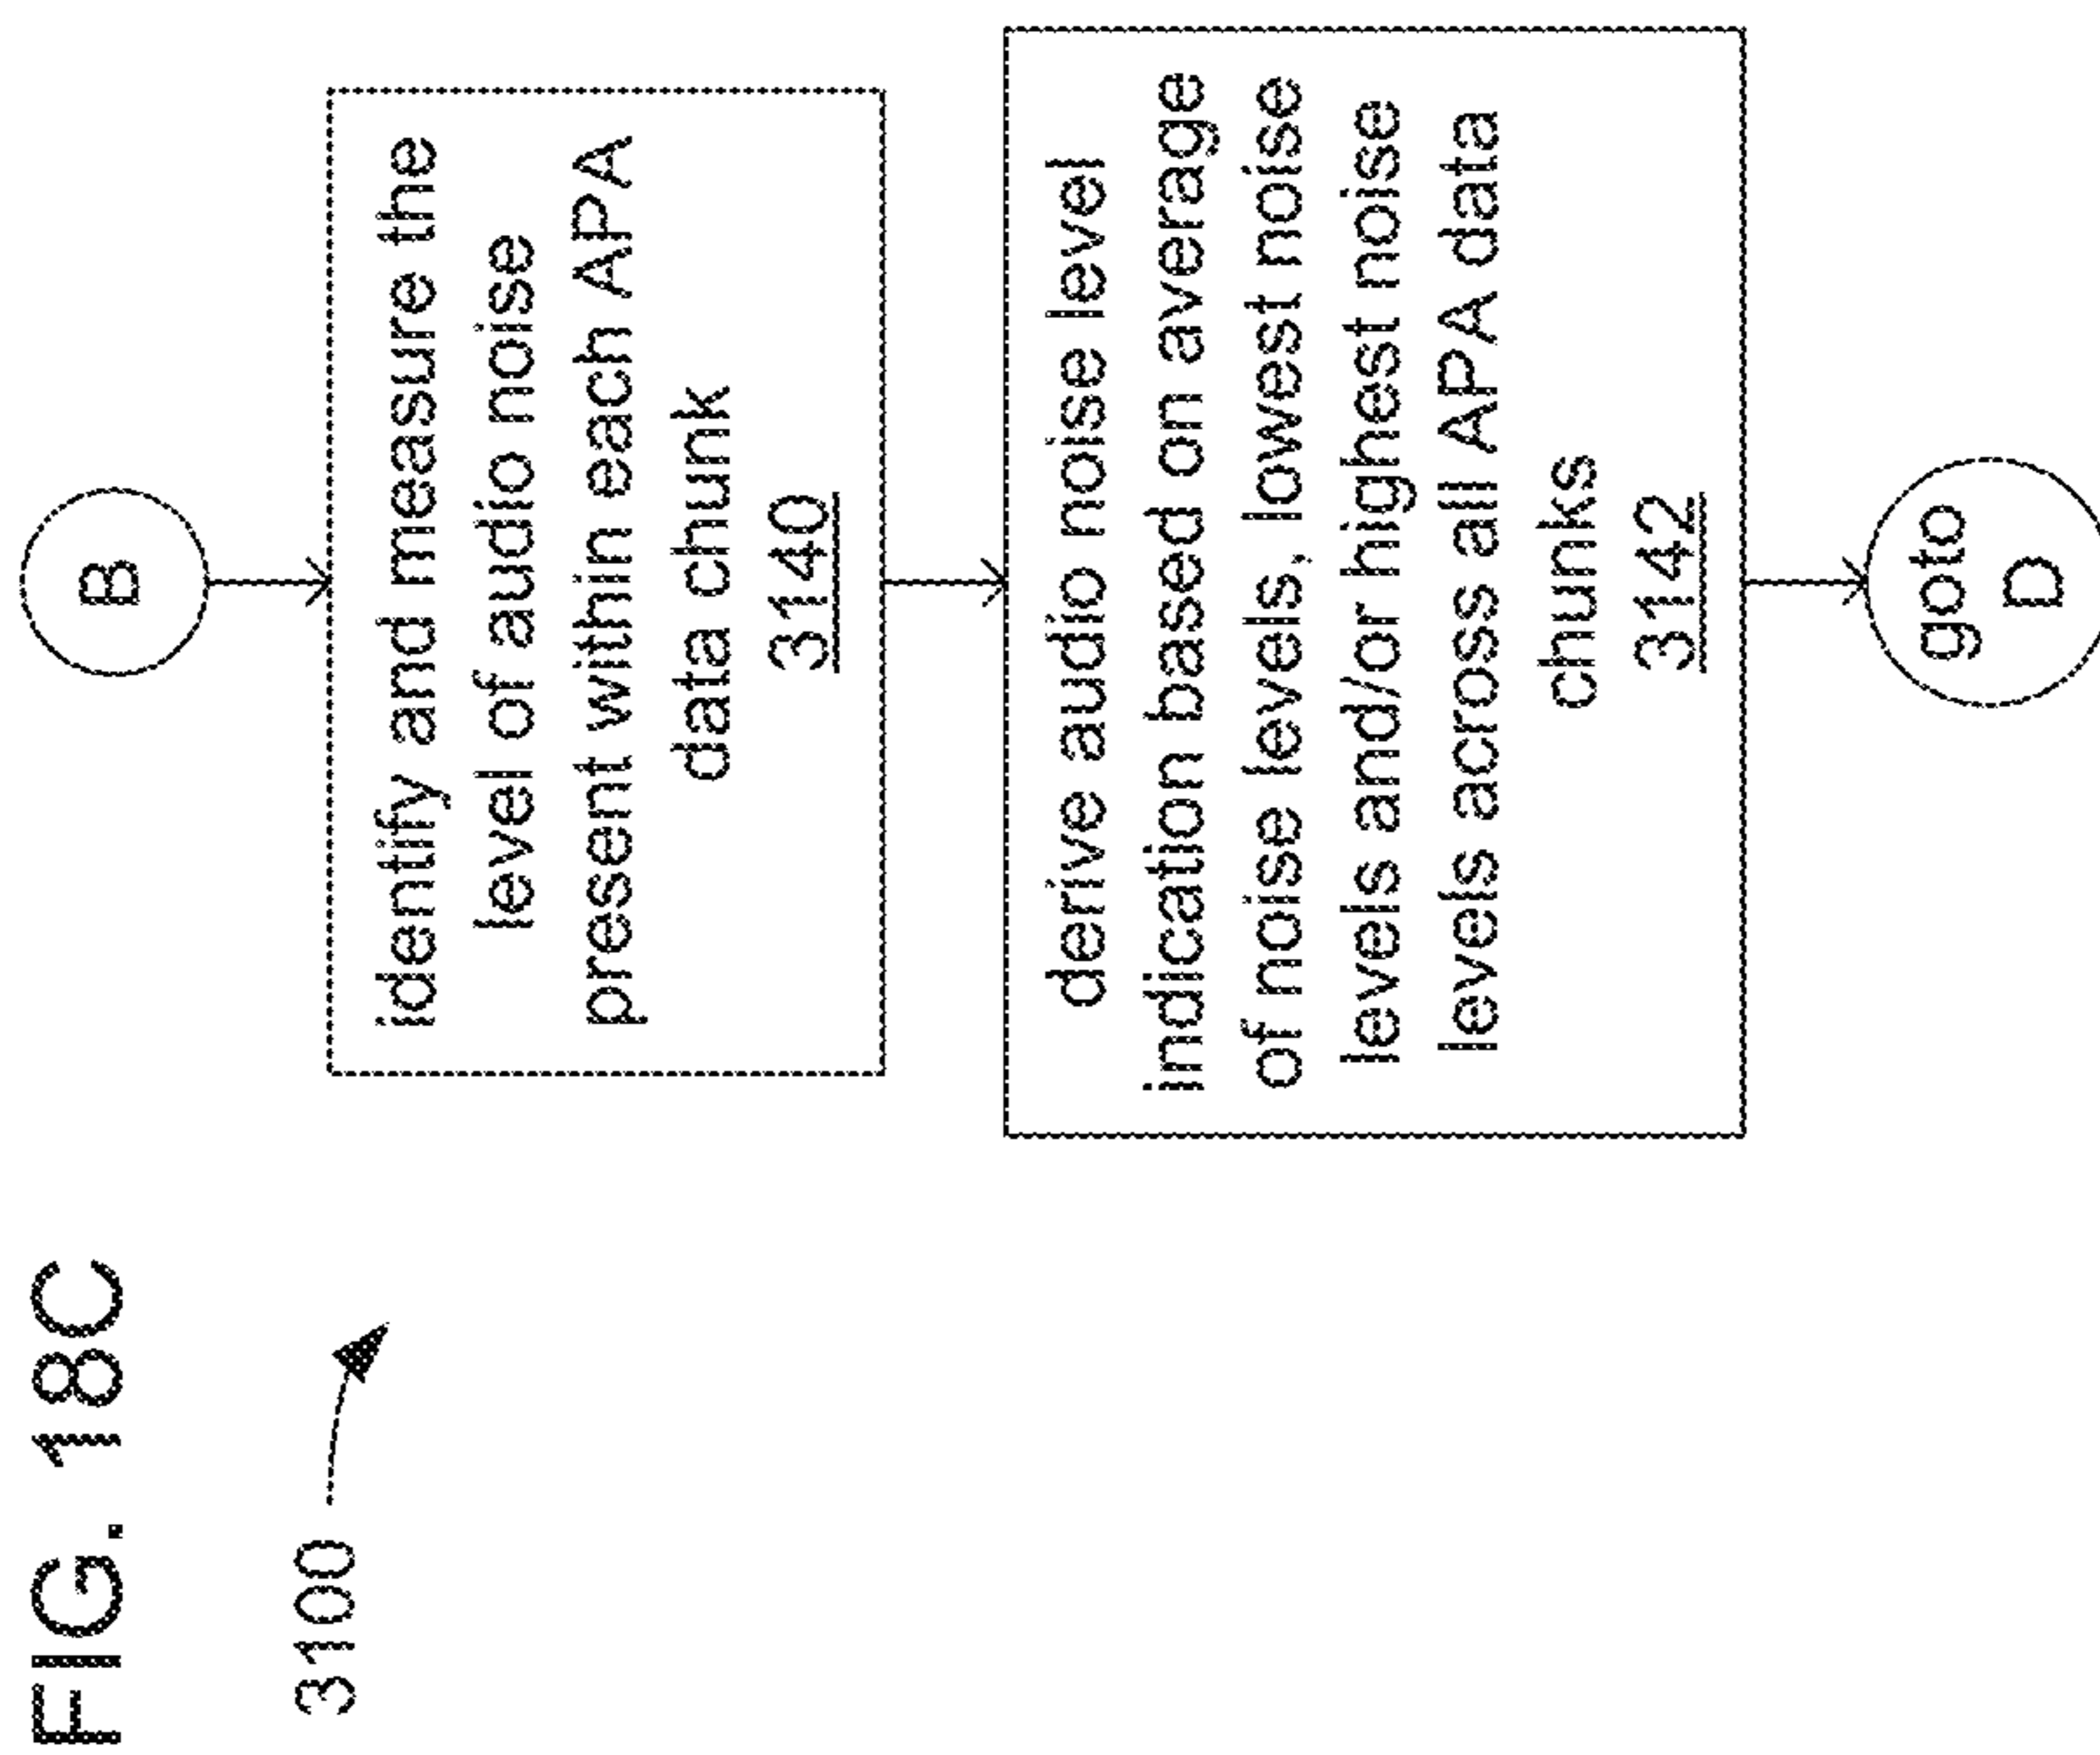 FIG. 18C
3100
B
identify and measure the
level of audio noise
present within each APA
data chunk
3140
derive audio noise level
indication based on average
of noise levels, lowest noise
levels and/or highest noise
levels across all APA data
chunks
3142
goto
D